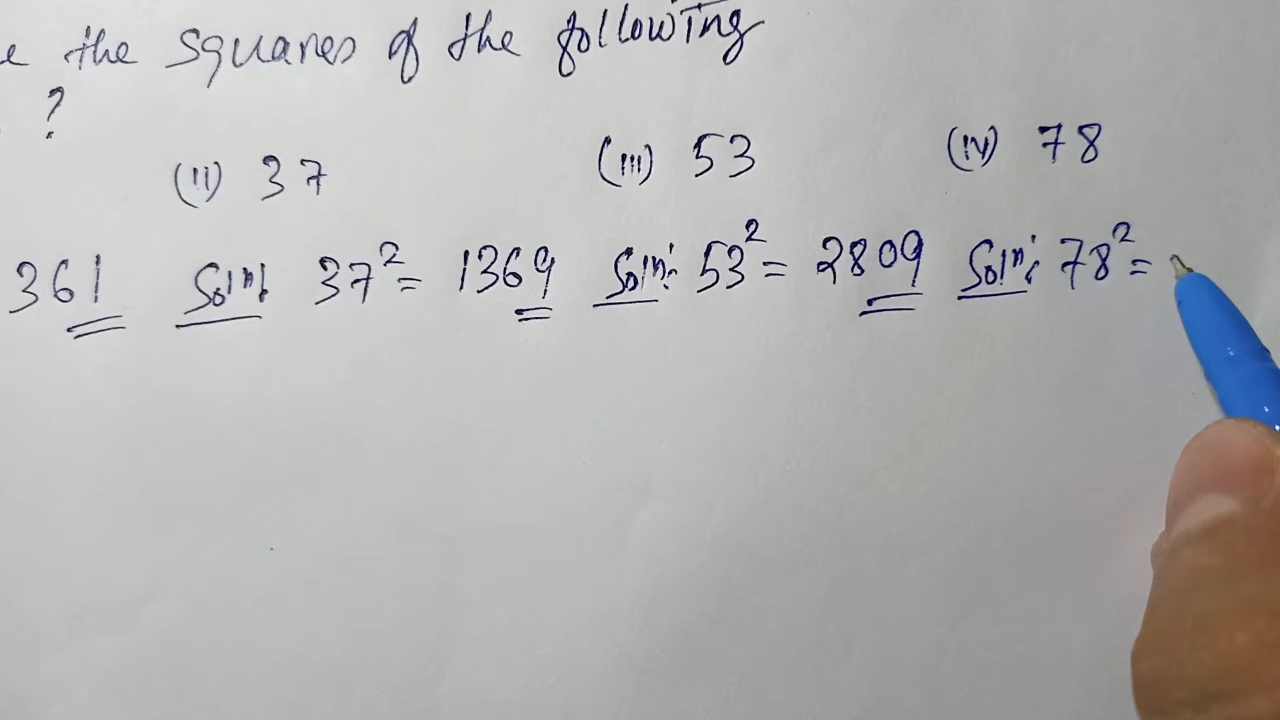 e the squares of the following
?
(ii) 37 (iii) 53 (iv) 78
361 Soln: 37² = 1369 Soln: 53² = 2809 Soln: 78² =